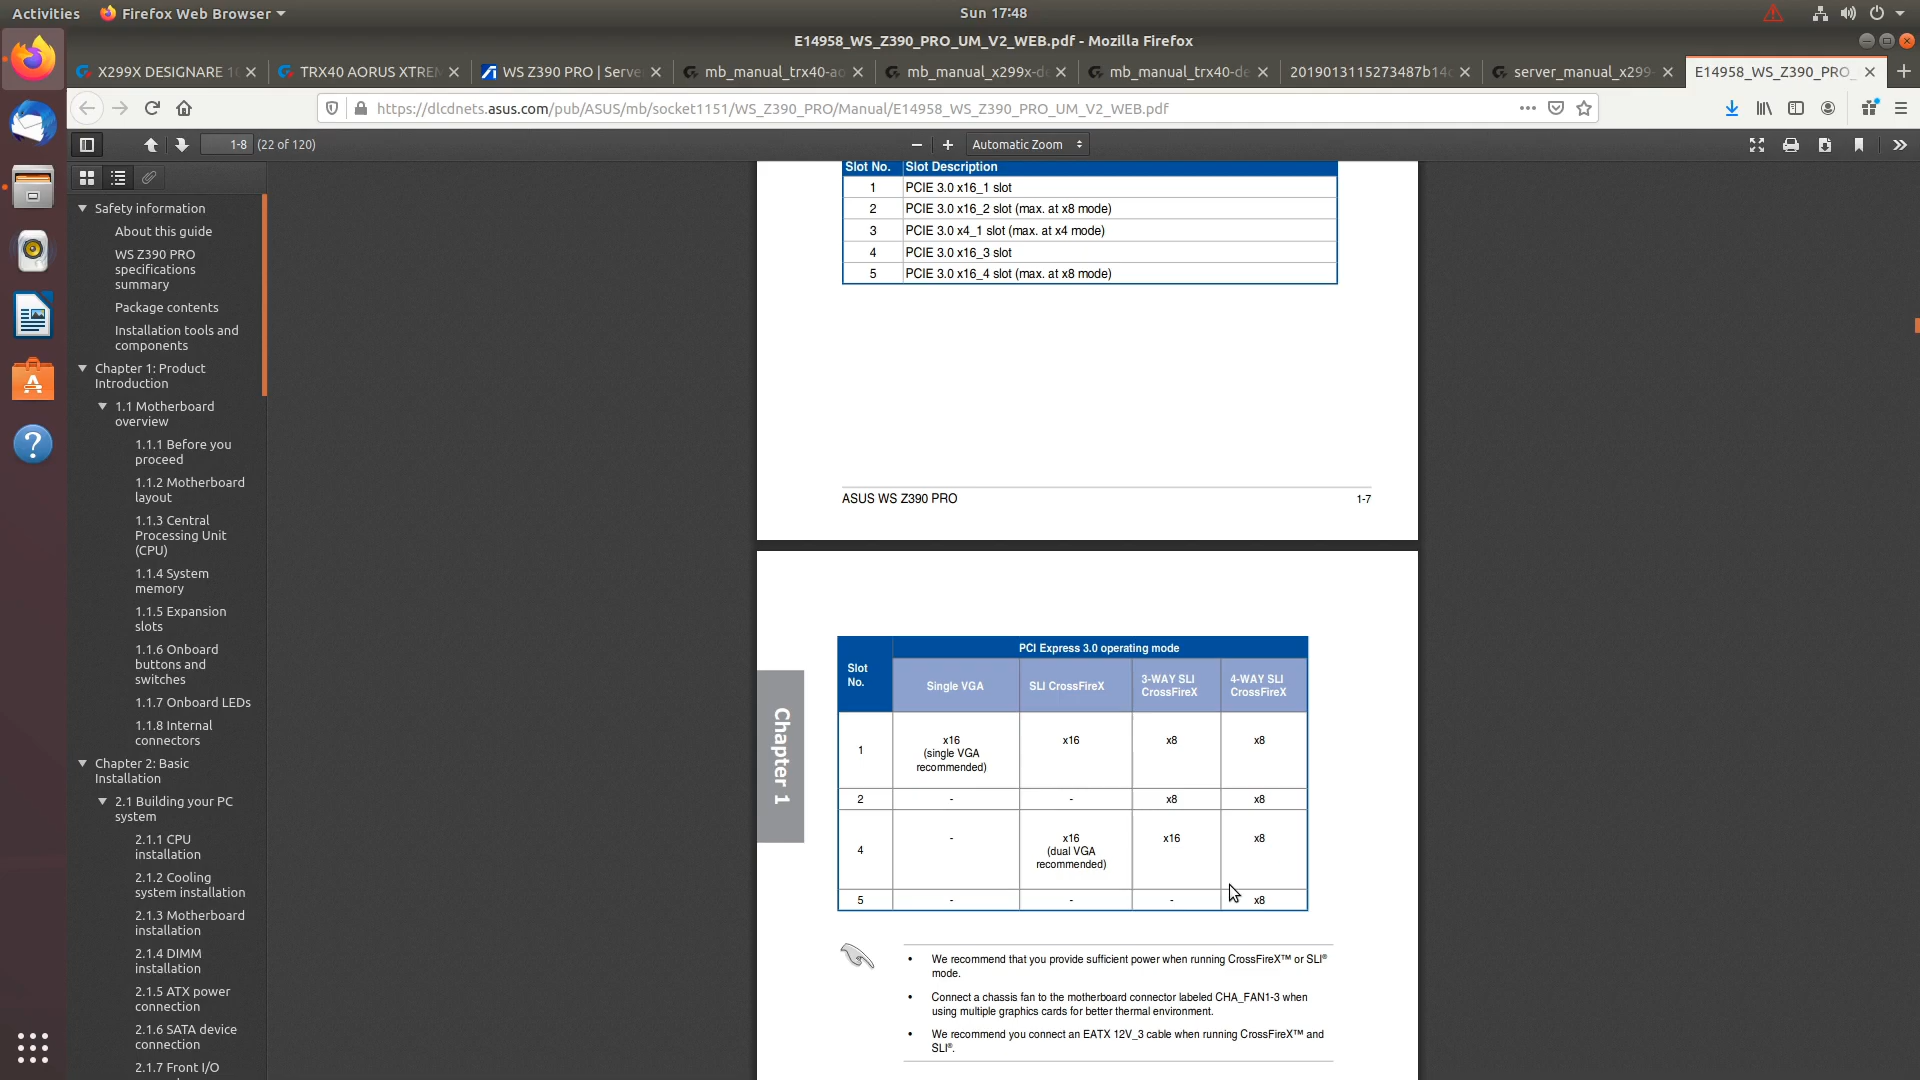 Activities
Firefox Web Browser
Sun 17:48
E14958_WS_Z390_PRO_UM_V2_WEB.pdf - Mozilla Firefox
X299X DESIGNARE 1
TRX40 AORUS XTREM
WS Z390 PRO | Serve
mb_manual_trx40-ao
mb_manual_x299x-de
mb_manual_trx40-de
2019013115273487b14c
server_manual_x299-
E14958_WS_Z390_PRO_
https://dlcdnets.asus.com/pub/ASUS/mb/socket1151/WS_Z390_PRO/Manual/E14958_WS_Z390_PRO_UM_V2_WEB.pdf
1-8 (22 of 120)
Automatic Zoom
Safety information
About this guide
WS Z390 PRO
specifications
summary
Package contents
Installation tools and
components
Chapter 1: Product
Introduction
1.1 Motherboard
overview
1.1.1 Before you
proceed
1.1.2 Motherboard
layout
1.1.3 Central
Processing Unit
(CPU)
1.1.4 System
memory
1.1.5 Expansion
slots
1.1.6 Onboard
buttons and
switches
1.1.7 Onboard LEDs
1.1.8 Internal
connectors
Chapter 2: Basic
Installation
2.1 Building your PC
system
2.1.1 CPU
installation
2.1.2 Cooling
system installation
2.1.3 Motherboard
installation
2.1.4 DIMM
installation
2.1.5 ATX power
connection
2.1.6 SATA device
connection
2.1.7 Front I/O
Slot No. Slot Description
1 PCIE 3.0 x16_1 slot
2 PCIE 3.0 x16_2 slot (max. at x8 mode)
3 PCIE 3.0 x4_1 slot (max. at x4 mode)
4 PCIE 3.0 x16_3 slot
5 PCIE 3.0 x16_4 slot (max. at x8 mode)
ASUS WS Z390 PRO 1-7
Chapter 1
Slot
No.
PCI Express 3.0 operating mode
Single VGA
SLI CrossFireX
3-WAY SLI
CrossFireX
4-WAY SLI
CrossFireX
1
x16
(single VGA
recommended)
x16
x8
x8
2 - - x8 x8
4
-
x16
(dual VGA
recommended)
x16
x8
5 - - - x8
• We recommend that you provide sufficient power when running CrossFireX™ or SLI®
mode.
• Connect a chassis fan to the motherboard connector labeled CHA_FAN1-3 when
using multiple graphics cards for better thermal environment.
• We recommend you connect an EATX 12V_3 cable when running CrossFireX™ and
SLI®.